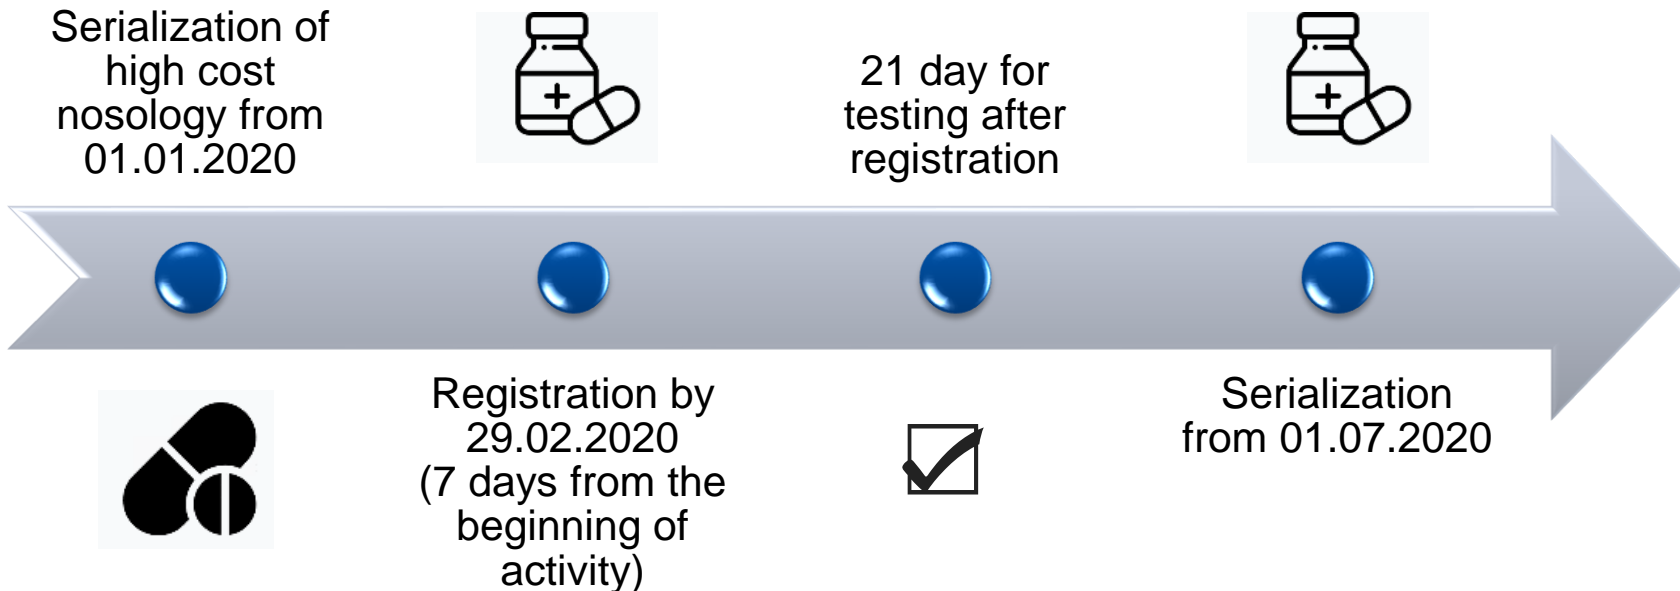 Serialization of
high cost
nosology from
01.01.2020
Registration by
29.02.2020
(7 days from the
beginning of
activity)
21 day for
testing after
registration
Serialization
from 01.07.2020